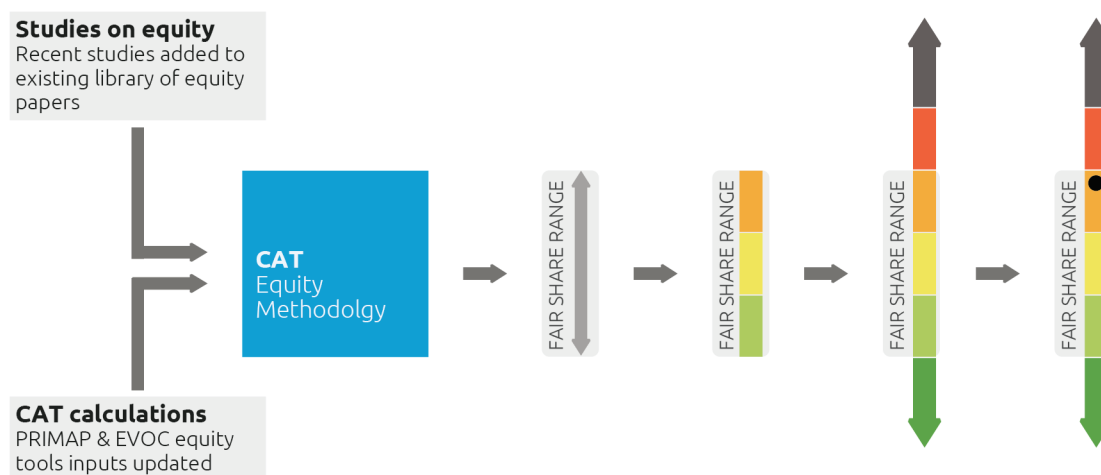 Studies on equity
Recent studies added to
existing library of equity
papers
CAT
Equity
Methodolgy
FAIR SHARE RANGE
FAIR SHARE RANGE
FAIR SHARE RANGE
FAIR SHARE RANGE
CAT calculations
PRIMAP & EVOC equity
tools inputs updated